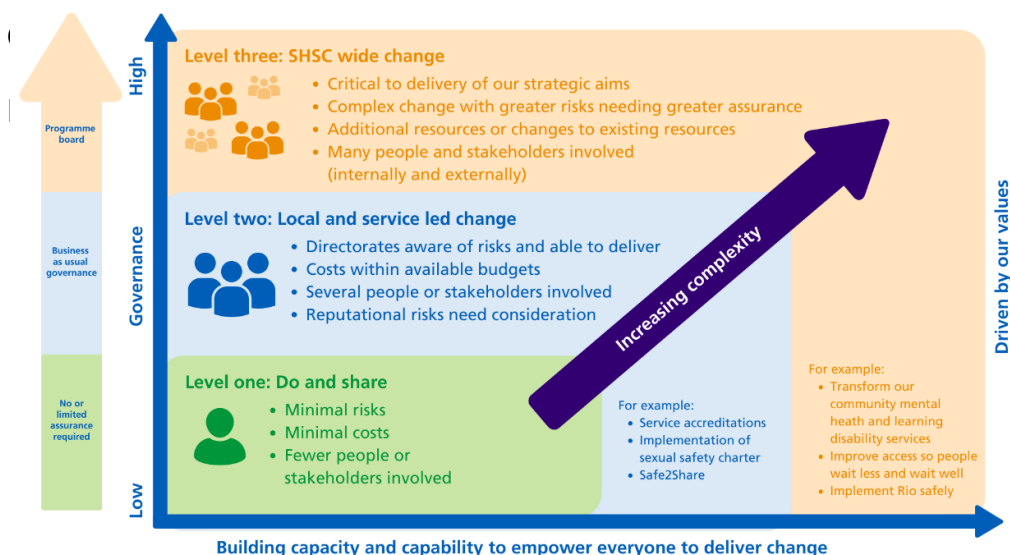 High
Governance
Low
Programme
board
Business
as usual
governance
No or
limited
assurance
required
Level three: SHSC wide change
• Critical to delivery of our strategic aims
• Complex change with greater risks needing greater assurance
• Additional resources or changes to existing resources
• Many people and stakeholders involved
(internally and externally)
Level two: Local and service led change
• Directorates aware of risks and able to deliver
• Costs within available budgets
• Several people or stakeholders involved
• Reputational risks need consideration
Level one: Do and share
• Minimal risks
• Minimal costs
• Fewer people or
stakeholders involved
Increasing complexity
For example:
• Service accreditations
• Implementation of
sexual safety charter
• Safe2Share
For example:
• Transform our
community mental
heath and learning
disability services
• Improve access so people
wait less and wait well
• Implement Rio safely
Driven by our values
Building capacity and capability to empower everyone to deliver change